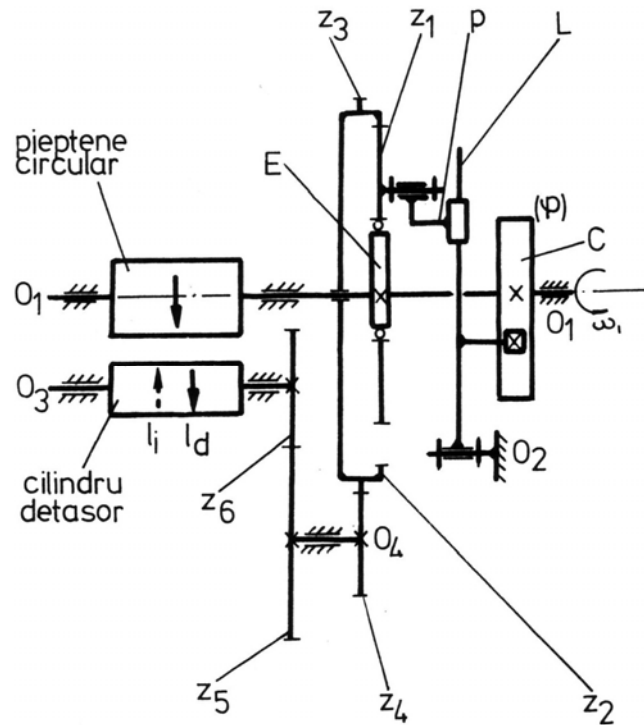 z3
z1
p
L
pieptene
circular
E
(φ)
C
O1
O1
ω1
O3
li
ld
O2
cilindru
detasor
z6
O4
z5
z4
z2